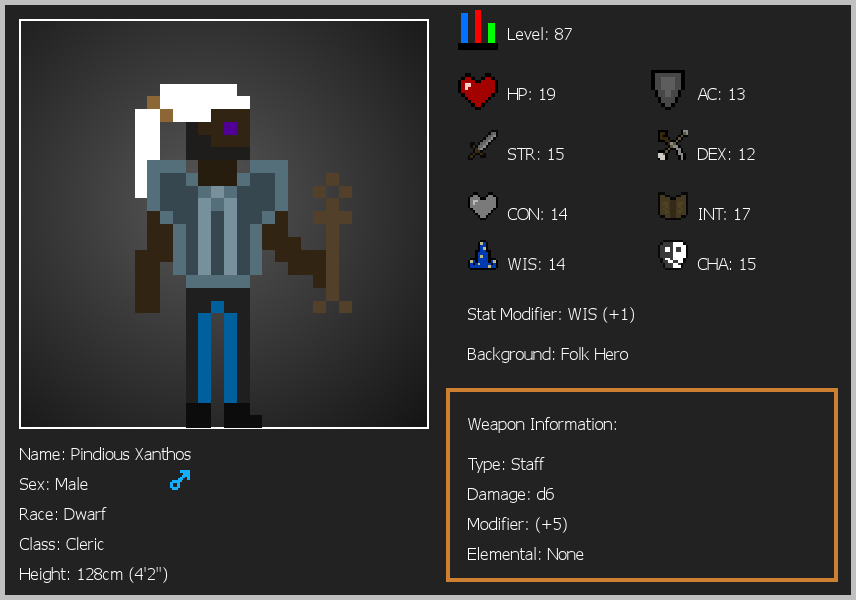 Level: 87
HP: 19
AC: 13
STR: 15
DEX: 12
CON: 14
INT: 17
WIS: 14
CHA: 15
Stat Modifier: WIS (+1)
Background: Folk Hero
Weapon Information:
Type: Staff
Damage: d6
Modifier: (+5)
Elemental: None
Name: Pindious Xanthos
Sex: Male
Race: Dwarf
Class: Cleric
Height: 128cm (4'2")